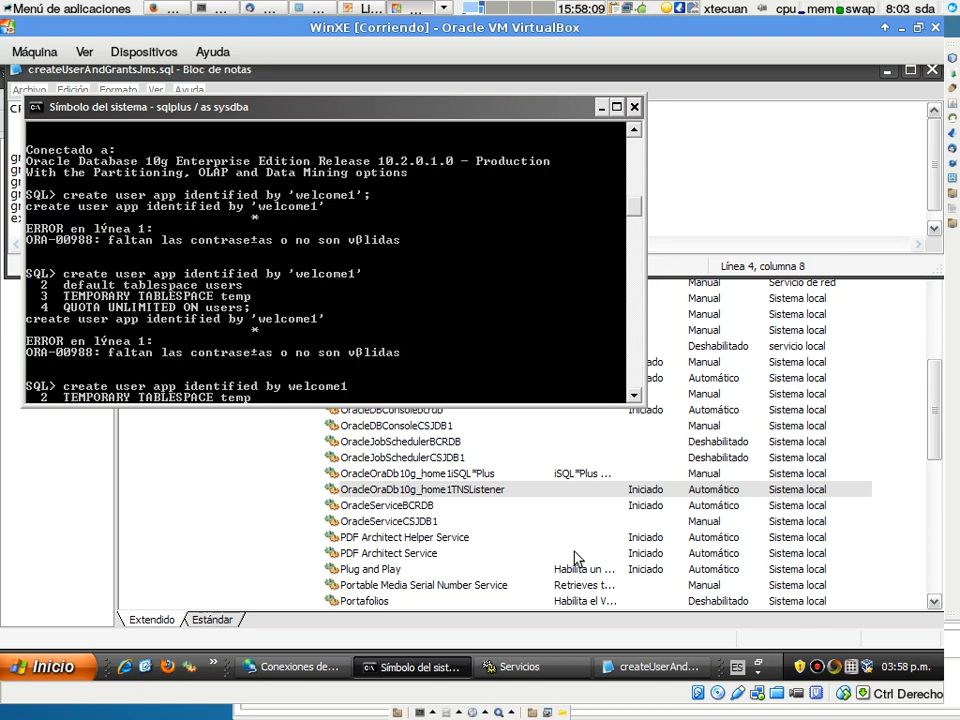 Menú de aplicaciones
Li...
15:58:09
xtecuan
cpu
mem
swap
8:03 sda
WinXE [Corriendo] - Oracle VM VirtualBox
Máquina Ver Dispositivos Ayuda
createUserAndGrantsJms.sql - Bloc de notas
Archivo Edición Formato Ver Ayuda
Símbolo del sistema - sqlplus / as sysdba
Conectado a:
Oracle Database 10g Enterprise Edition Release 10.2.0.1.0 - Production
With the Partitioning, OLAP and Data Mining options
SQL> create user app identified by 'welcome1';
create user app identified by 'welcome1'
*
ERROR en línea 1:
ORA-00988: faltan las contrase±as o no son vβlidas
SQL> create user app identified by 'welcome1'
2 default tablespace users
3 TEMPORARY TABLESPACE temp
4 QUOTA UNLIMITED ON users;
create user app identified by 'welcome1'
*
ERROR en línea 1:
ORA-00988: faltan las contrase±as o no son vβlidas
SQL> create user app identified by welcome1
2 TEMPORARY TABLESPACE temp
Línea 4, columna 8
Manual Servicio de red
Manual Sistema local
Manual Sistema local
Manual Sistema local
Deshabilitado servicio local
Automático Sistema local
Manual Sistema local
OracleDBConsolebcrdb Iniciado Automático Sistema local
OracleDBConsoleCSJDB1 Manual Sistema local
OracleJobSchedulerBCRDB Deshabilitado Sistema local
OracleJobSchedulerCSJDB1 Deshabilitado Sistema local
OracleOraDb10g_home1iSQL*Plus iSQL*Plus ... Manual Sistema local
OracleOraDb10g_home1TNSListener Iniciado Automático Sistema local
OracleServiceBCRDB Iniciado Automático Sistema local
OracleServiceCSJDB1 Manual Sistema local
PDF Architect Helper Service Iniciado Automático Sistema local
PDF Architect Service Iniciado Automático Sistema local
Plug and Play Habilita un ... Iniciado Automático Sistema local
Portable Media Serial Number Service Retrieves t... Manual Sistema local
Portafolios Habilita el V... Deshabilitado Sistema local
Extendido Estándar
Inicio
»
Conexiones de...
Símbolo del sist...
Servicios
createUserAnd...
ES
03:58 p.m.
Ctrl Derecho